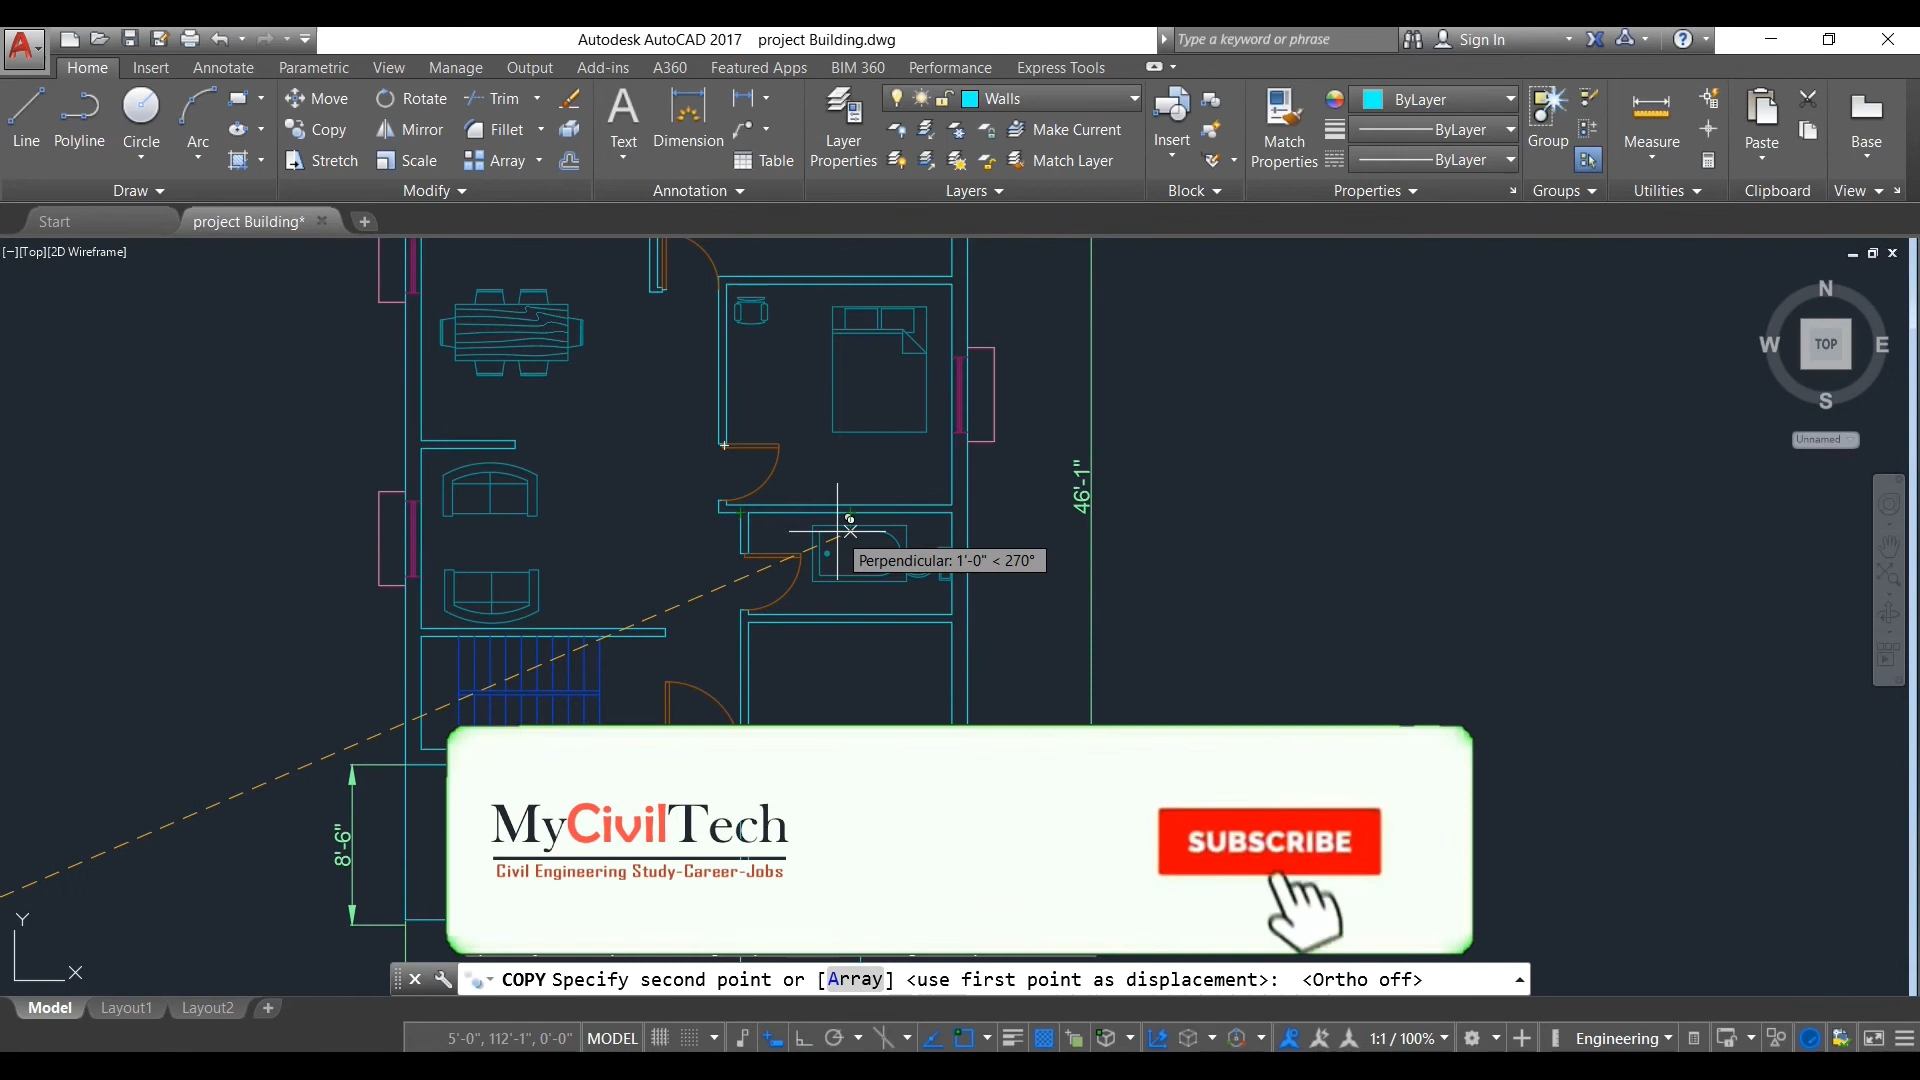 Autodesk AutoCAD 2017 project Building.dwg
Type a keyword or phrase
Sign In
Home Insert Annotate Parametric View Manage Output Add-ins A360 Featured Apps BIM 360 Performance Express Tools
Line Polyline Circle Arc
Move Rotate Trim
Copy Mirror Fillet
Stretch Scale Array
Text Dimension Table
Layer Properties
Walls
Make Current
Match Layer
Insert
Match Properties
ByLayer
ByLayer
ByLayer
Group Measure Paste Base
Draw Modify Annotation Layers Block Properties Groups Utilities Clipboard View
Start project Building*
[−][Top][2D Wireframe]
N
W TOP E
S
Unnamed
46'-1"
Perpendicular: 1'-0" < 270°
8'-6"
MyCivilTech
Civil Engineering Study-Career-Jobs
SUBSCRIBE
Y
X
COPY Specify second point or [Array] <use first point as displacement>: <Ortho off>
Model Layout1 Layout2
5'-0", 112'-1", 0'-0" MODEL 1:1 / 100% Engineering